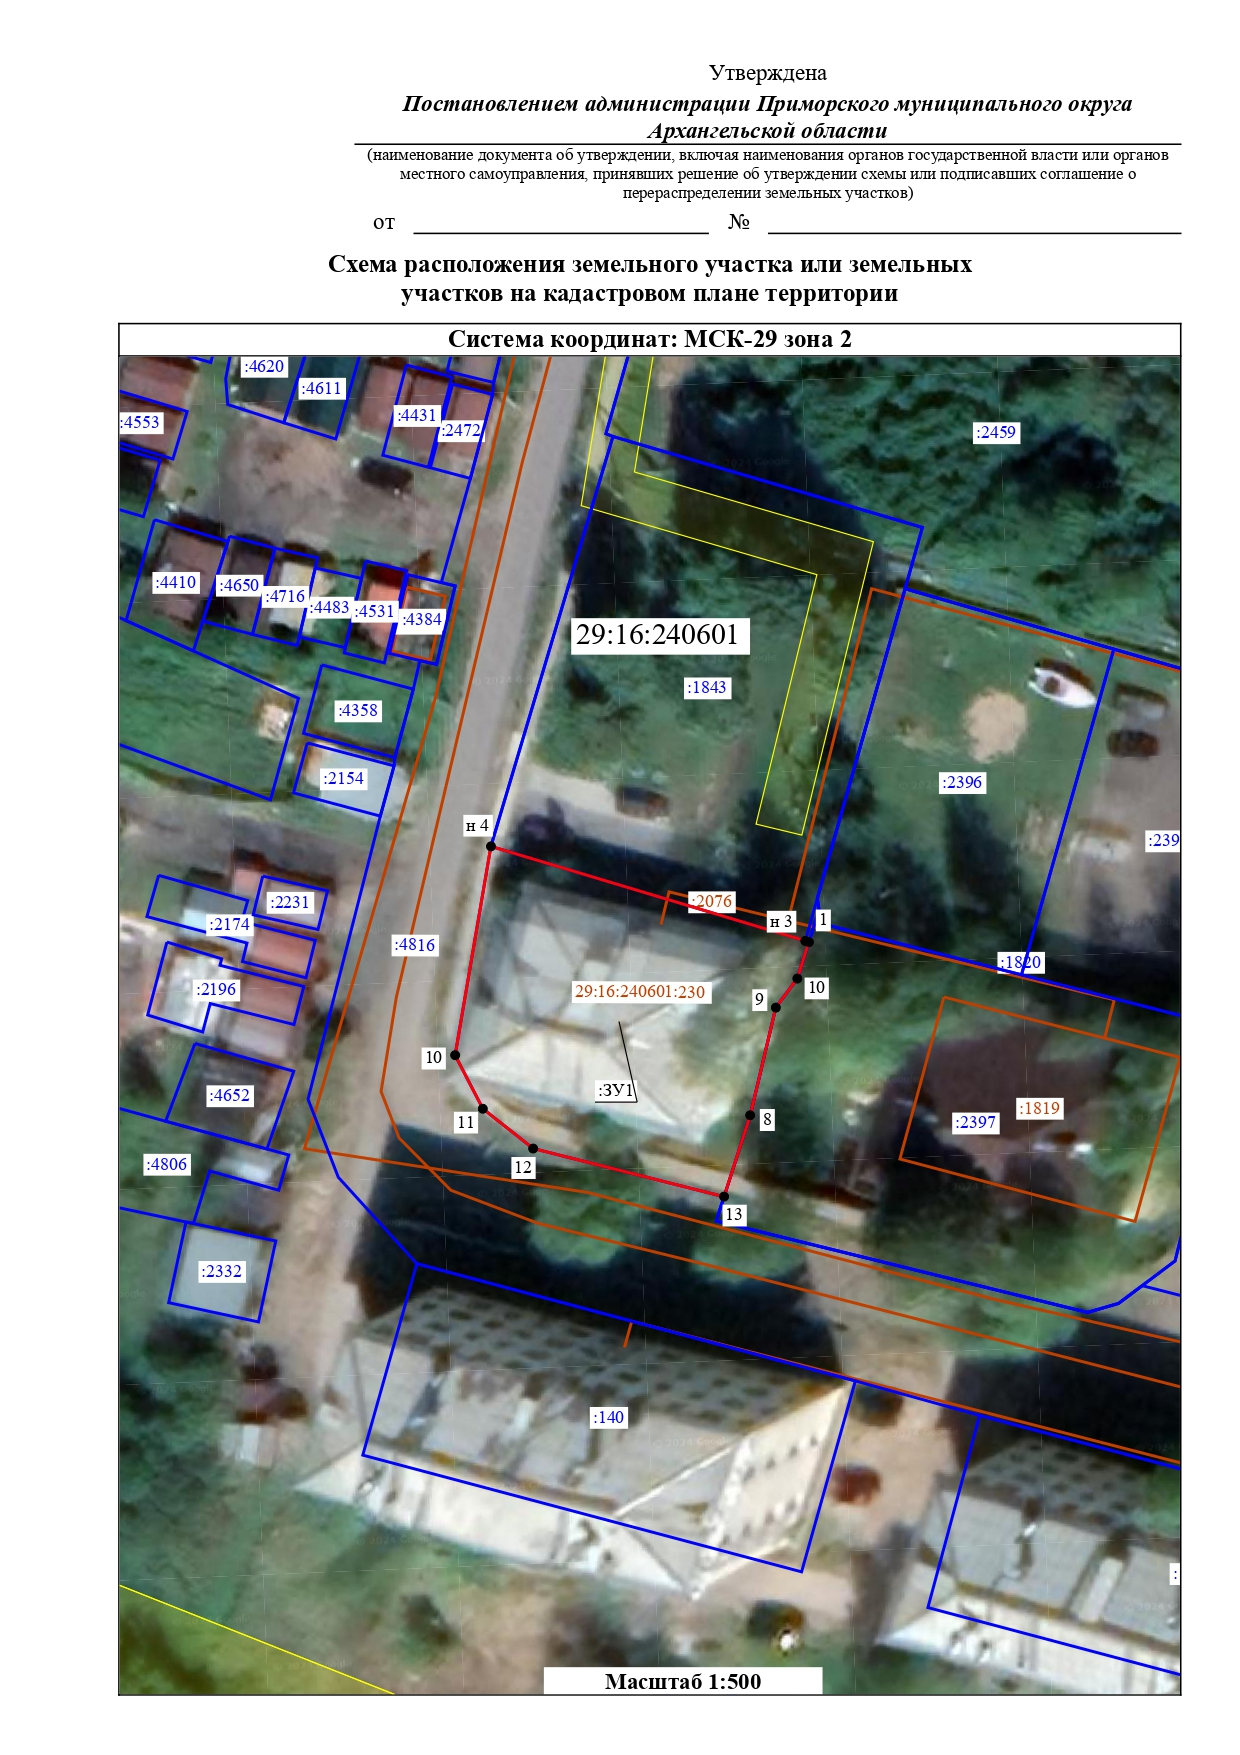 Утверждена
Постановлением администрации Приморского муниципального округа
Архангельской области
(наименование документа об утверждении, включая наименования органов государственной власти или органов
местного самоуправления, принявших решение об утверждении схемы или подписавших соглашение о
перераспределении земельных участков)
от №
Схема расположения земельного участка или земельных
участков на кадастровом плане территории
Система координат: МСК-29 зона 2
:4620
:4611
:4431
:4553
:2472
:2459
:4410
:4650
:4716
:4483
:4531
:4384
29:16:240601
:1843
:4358
:2154
:2396
н 4
:239
:2231
:2076
н 3
1
:2174
:4816
:1820
:2196
29:16:240601:230
10
9
10
:ЗУ1
:4652
:1819
11
8
:2397
:4806
12
13
:2332
:140
:
Масштаб 1:500